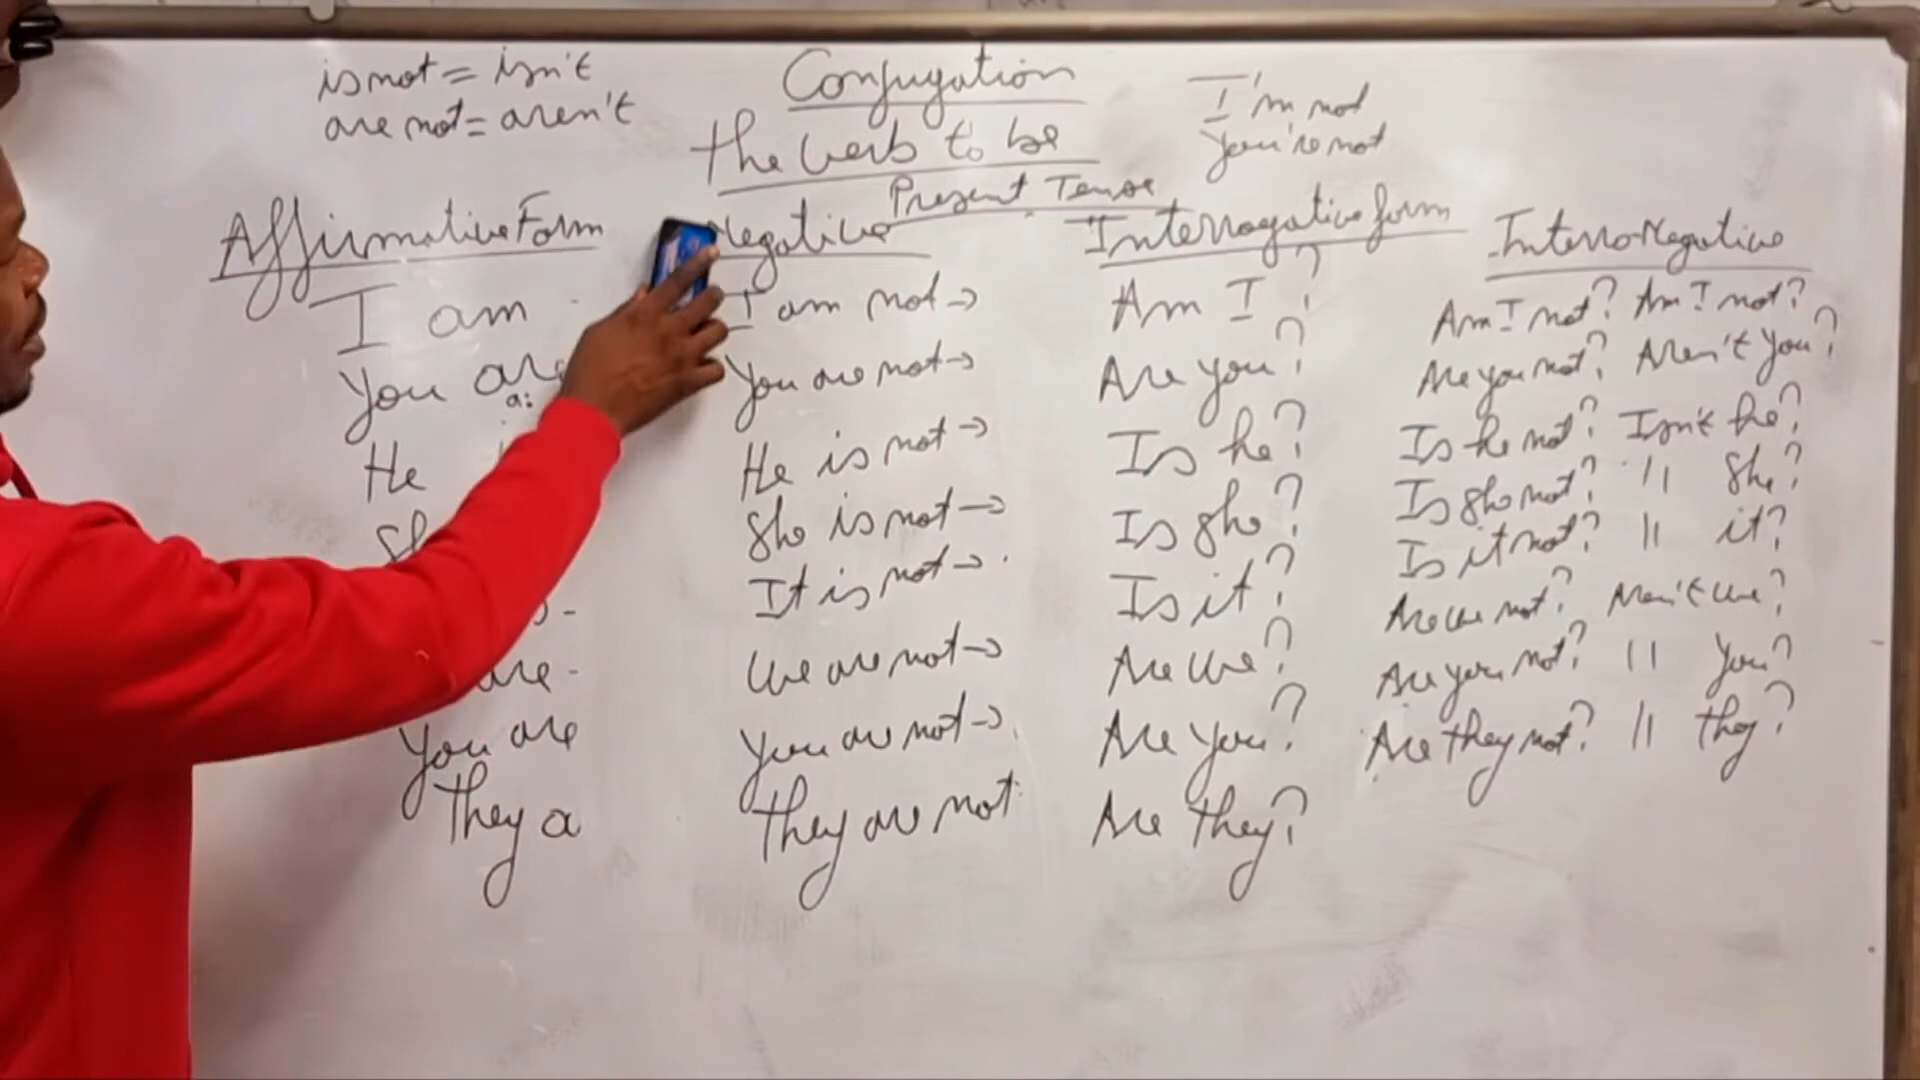 is not = isn't
are not = aren't
Conjugation
the verb to be
Present Tense
I'm not
you're not
Affirmative Form
I am
you are
a:
He
Sh
are-
you are
they a
Negative
I am not →
you are not →
He is not →
She is not →
It is not →
we are not →
you are not →
they are not
Interrogative form
Am I?
Are you?
Is he?
Is she?
Is it?
Are we?
Are you?
Are they?
Interro-Negative
Am I not? Am I not?
Are you not? Aren't you?
Is he not? Isn't he?
Is she not? " she?
Is it not? " it?
Are we not? Aren't we?
Are you not? " you?
Are they not? " they?